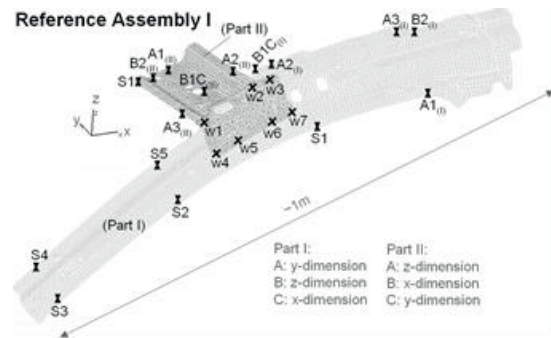 Reference Assembly I
(Part II)
A3(I) B2(I)
A1(II)
B2(II)
B1C(I)
A2(II)
A2(I)
S1
B1C(II)
w3
w2
z
y
x
A3(II)
w1
w7
w6
A1(I)
S1
w5
w4
S5
S2
~1m
(Part I)
S4
S3
Part I: Part II:
A: y-dimension A: z-dimension
B: z-dimension B: x-dimension
C: x-dimension C: y-dimension